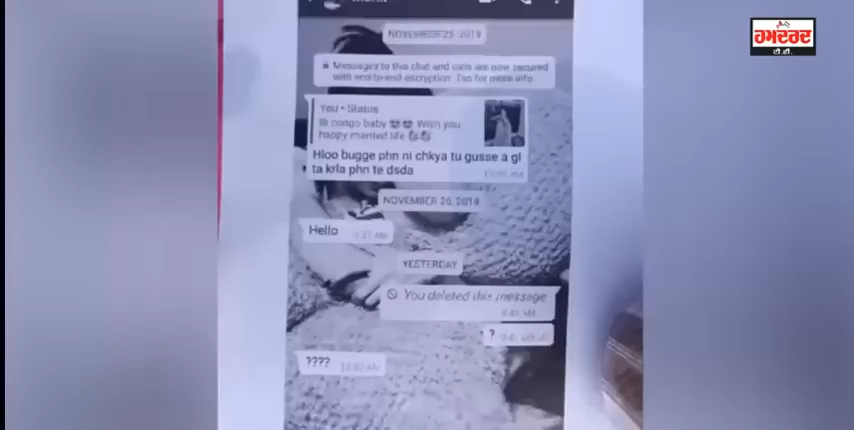 ਹਮਦਰਦ
ਟੀ.ਵੀ.
NOVEMBER 25, 2019
Messages to this chat and calls are now secured
with end-to-end encryption. Tap for more info.
You • Status
congo baby Wish you
happy married life
Hloo bugge phn ni chkya tu gusse a gl
ta krla phn te dsda
NOVEMBER 26, 2019
Hello
YESTERDAY
You deleted this message
?
????